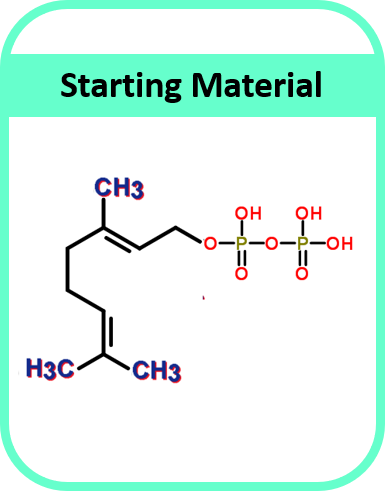 Starting Material
CH3
OH OH
O P O P OH
O O
H3C CH3